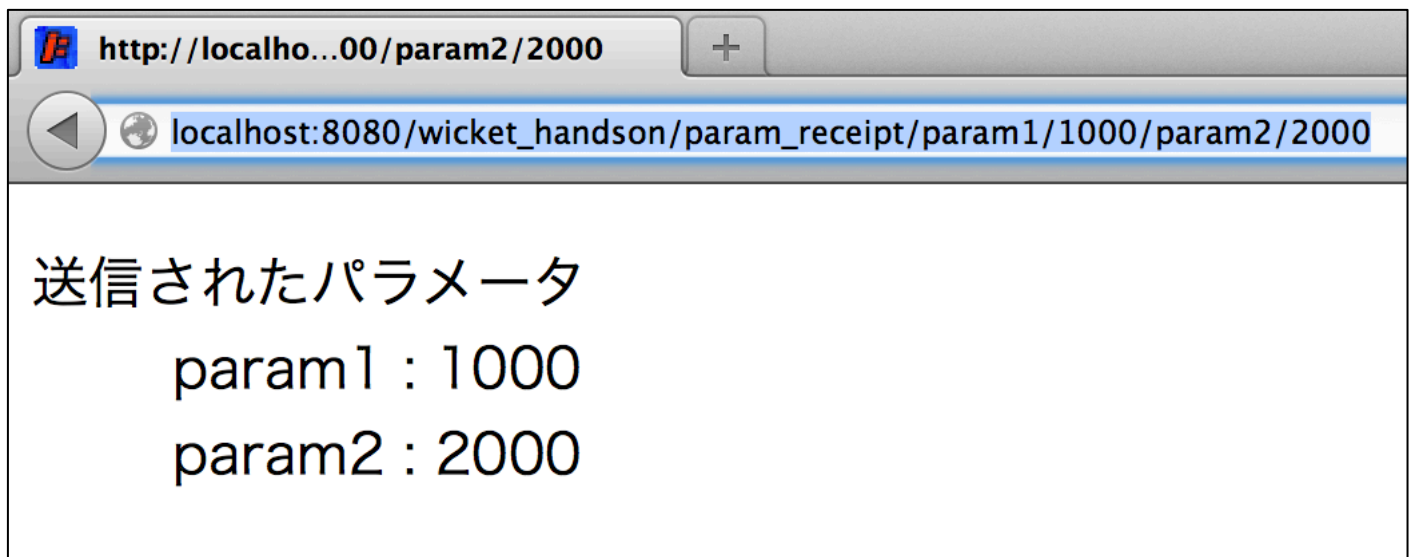 http://localho...00/param2/2000
localhost:8080/wicket_handson/param_receipt/param1/1000/param2/2000
送信されたパラメータ
param1 : 1000
param2 : 2000